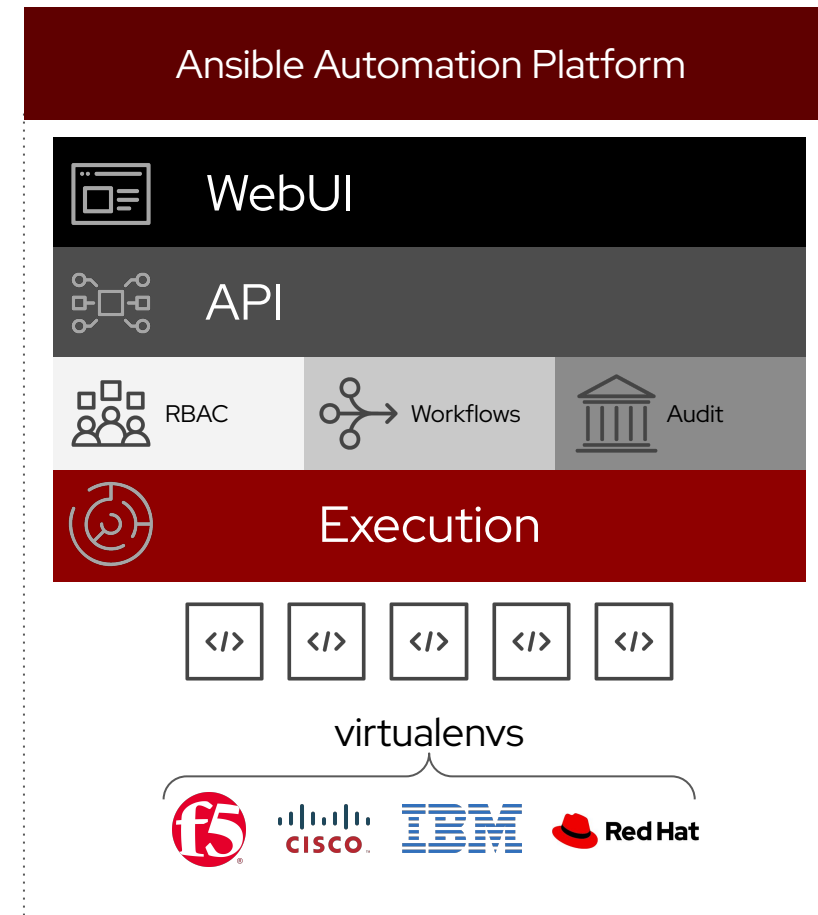 Ansible Automation Platform
WebUI
API
RBAC
Workflows
Audit
Execution
</> </> </> </> </>
virtualenvs
f5
CISCO
IBM
Red Hat